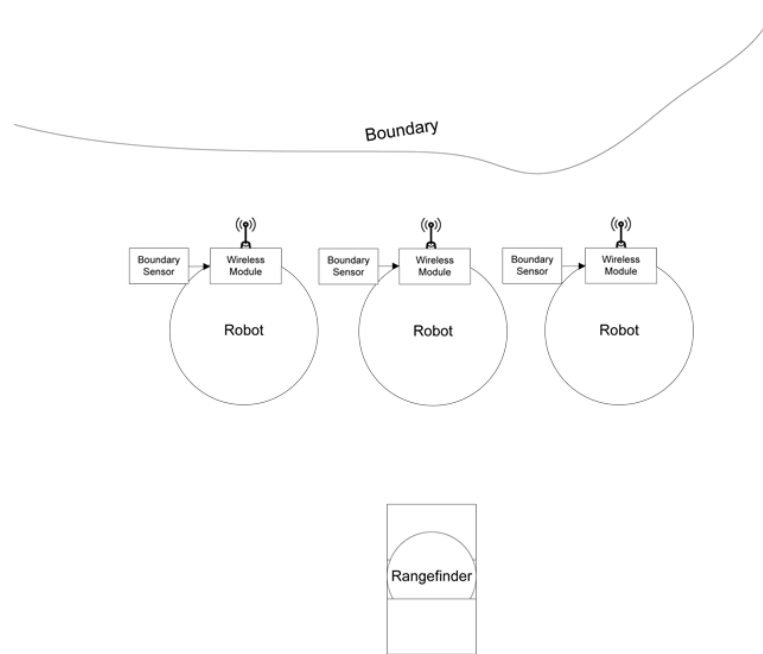 Boundary
Boundary
Sensor
Wireless
Module
Boundary
Sensor
Wireless
Module
Boundary
Sensor
Wireless
Module
Robot
Robot
Robot
Rangefinder